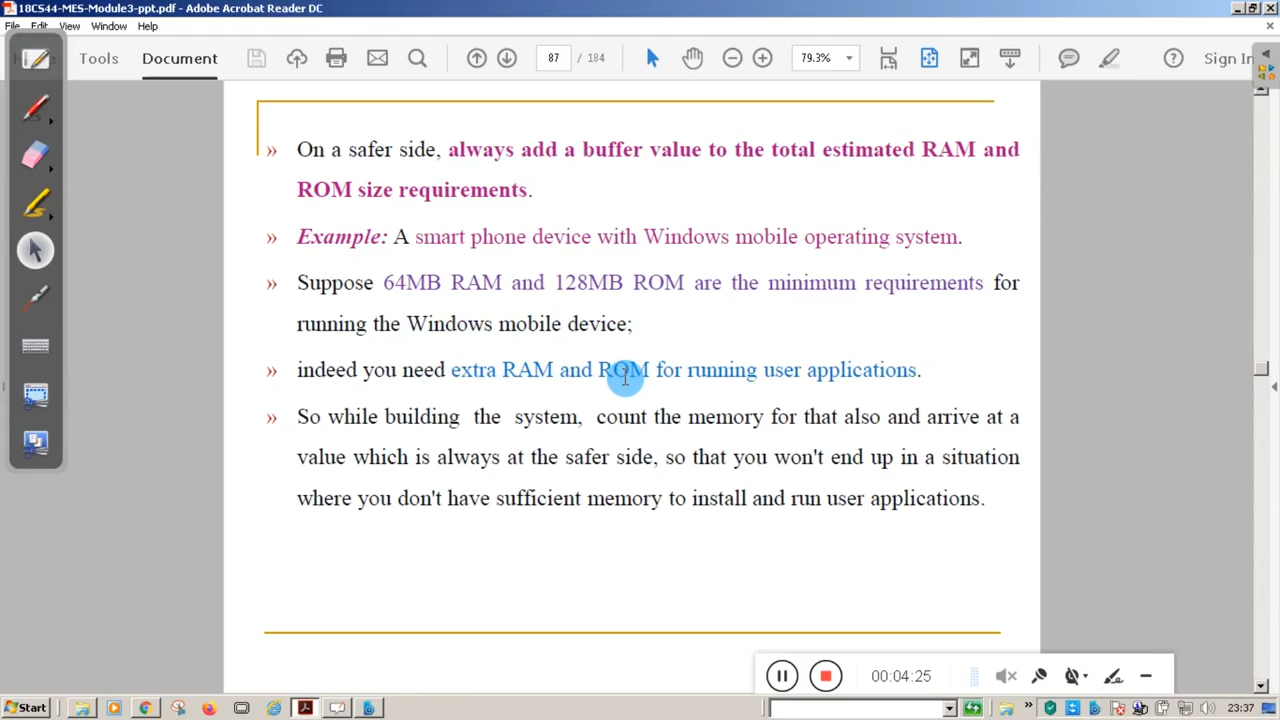 18CS44-MES-Module3-ppt.pdf - Adobe Acrobat Reader DC
File Edit View Window Help
Tools Document 87 / 184 79.3% Sign In
» On a safer side, always add a buffer value to the total estimated RAM and
ROM size requirements.
» Example: A smart phone device with Windows mobile operating system.
» Suppose 64MB RAM and 128MB ROM are the minimum requirements for
running the Windows mobile device;
» indeed you need extra RAM and ROM for running user applications.
» So while building the system, count the memory for that also and arrive at a
value which is always at the safer side, so that you won't end up in a situation
where you don't have sufficient memory to install and run user applications.
00:04:25
Start 23:37